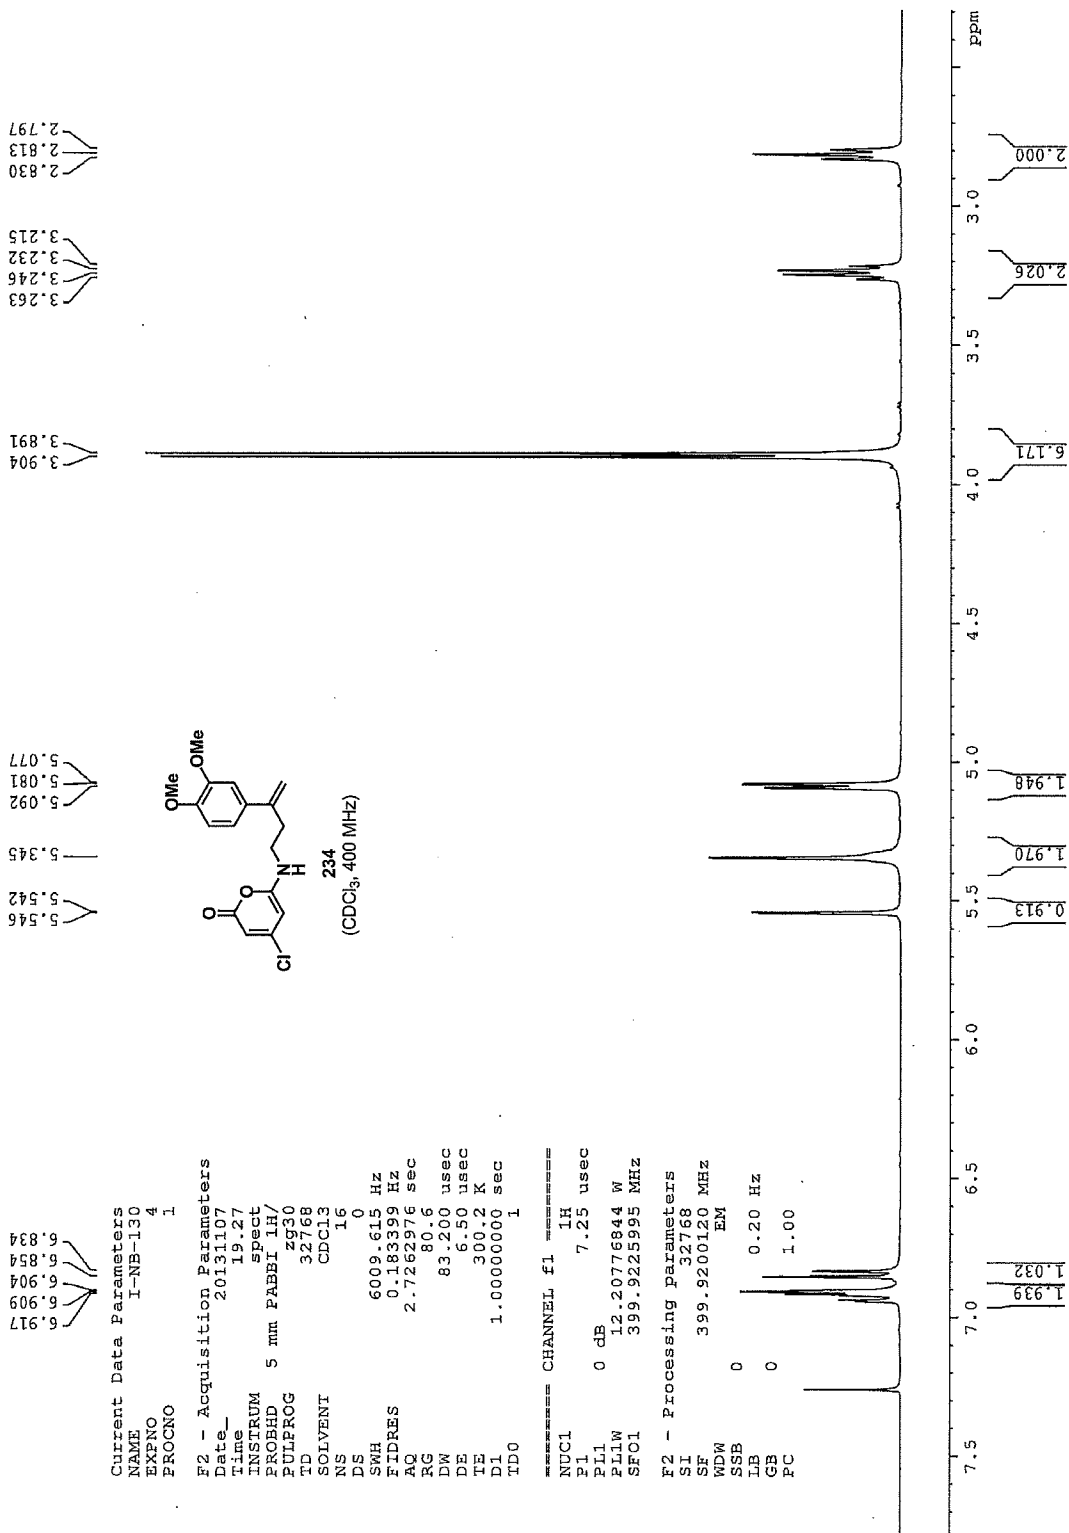 Current Data Parameters
NAME I-NB-130
EXPNO 4
PROCNO 1
F2 - Acquisition Parameters
Date_ 20131107
Time 19.27
INSTRUM spect
PROBHD 5 mm PABBI 1H/
PULPROG zg30
TD 32768
SOLVENT CDCl3
NS 16
DS 0
SWH 6009.615 Hz
FIDRES 0.183399 Hz
AQ 2.7262976 sec
RG 80.6
DW 83.200 usec
DE 6.50 usec
TE 300.2 K
D1 1.00000000 sec
TD0 1
======== CHANNEL f1 ========
NUC1 1H
P1 7.25 usec
PL1 0 dB
PL1W 12.20776844 W
SFO1 399.9225995 MHz
F2 - Processing parameters
SI 32768
SF 399.9200120 MHz
WDW EM
SSB 0
LB 0.20 Hz
GB 0
PC 1.00
6.917
6.909
6.904
6.854
6.834
5.546
5.542
5.345
5.092
5.081
5.077
3.904
3.891
3.263
3.246
3.232
3.215
2.830
2.813
2.797
OMe
OMe
O
O
N
H
Cl
234
(CDCl3, 400 MHz)
7.5 7.0 6.5 6.0 5.5 5.0 4.5 4.0 3.5 3.0 ppm
1.939
1.032
0.913
1.970
1.948
6.171
2.026
2.000